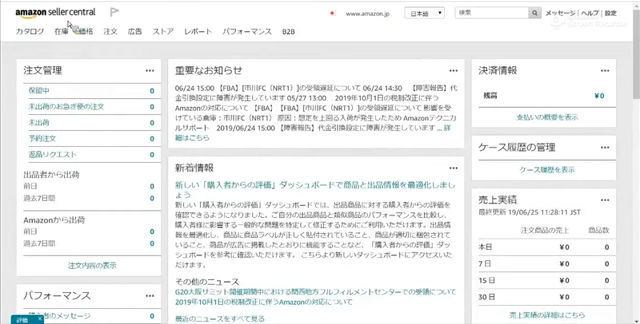 amazon seller central
www.amazon.jp
日本語
検索
メッセージ | ヘルプ | 設定
カタログ 在庫 価格 注文 広告 ストア レポート パフォーマンス B2B
注文管理
保留中 0
未出荷のお急ぎ便の注文 0
未出荷 0
予約注文 0
返品リクエスト 0
出品者から出荷
前日 0
過去7日間 0
Amazonから出荷
前日 0
過去7日間 0
注文内容の表示
パフォーマンス
購入者のメッセージ 0
評価
重要なお知らせ
06/24 15:00 【FBA】[市川FC（NRT1）]の受領遅延について 06/24 14:30 【障害報告】代
金引換設定に障害が発生しています 05/27 13:00 2019年10月1日の税制改正に伴う
Amazonの対応について 【FBA】【FBA】[市川FC（NRT1）]の受領遅延について 影響を受
けている倉庫：市川FC（NRT1） 原因：想定を上回る入荷が発生したため Amazonテクニカ
ルサポート 2019/06/24 15:00 【障害報告】代金引換設定に障害が発生しています ... 詳
細はこちら
新着情報
新しい「購入者からの評価」ダッシュボードで商品と出品情報を最適化しまし
ょう
新しい「購入者からの評価」ダッシュボードでは、出品商品に対する購入者からの評価を
確認できるようになりました。ご自分の出品商品と類似商品のパフォーマンスを比較し、
購入者様に影響する一般的な問題を特定して修正するためにご利用いただけます。出品情
報を最適化し、商品に商品ラベルが正しく貼付されていること、商品が適切に梱包されて
いること、商品が広告に掲載したとおりに機能することなど、「購入者からの評価」ダッ
シュボードを参考に確認いただけます。 こちらより新しいダッシュボードにアクセスいた
だけます。
その他のニュース
G20大阪サミット開催期間中における関西地方フルフィルメントセンターでの受領について
2019年10月1日の税制改正に伴うAmazonの対応について
最近のニュースをすべて見る
決済情報
残高 ¥0
支払いの概要を表示
ケース履歴の管理
ケース履歴を表示
売上実績
最終更新 19/06/25 11:28:11 JST
注文商品の売上 商品数
本日 ¥0 0
7 日 ¥0 0
15 日 ¥0 0
30 日 ¥0 0
売上実績の詳細はこちら